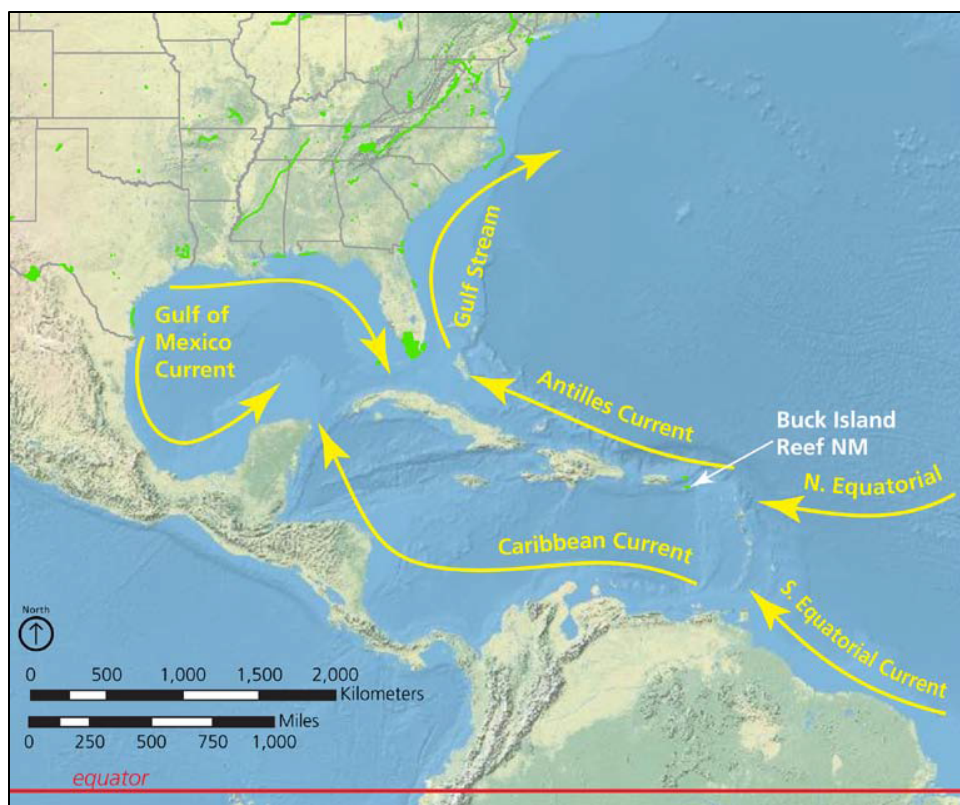 Gulf Stream
Gulf of
Mexico
Current
Antilles Current
Buck Island
Reef NM
N. Equatorial
Caribbean Current
S. Equatorial Current
North
0 500 1,000 1,500 2,000
Kilometers
Miles
0 250 500 750 1,000
equator